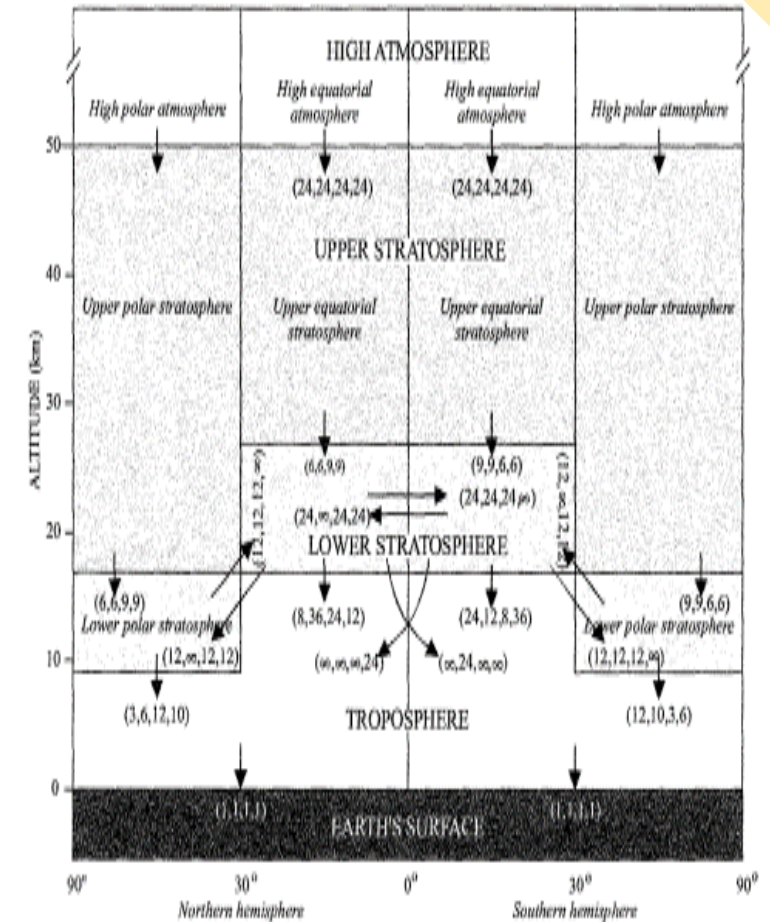 HIGH ATMOSPHERE
High polar atmosphere
High equatorial
atmosphere
High equatorial
atmosphere
High polar atmosphere
50
(24,24,24,24)
(24,24,24,24)
UPPER STRATOSPHERE
40
Upper polar stratosphere
Upper equatorial
stratosphere
Upper equatorial
stratosphere
Upper polar stratosphere
ALTITUDE (km)
30
(6,6,9,9)
(9,9,6,6)
(12,12,12,∞)
(24,24,24,∞)
(24,∞,24,24)
20
LOWER STRATOSPHERE
(6,6,9,9)
(9,9,6,6)
Lower polar stratosphere
(8,36,24,12)
(24,12,8,36)
Lower polar stratosphere
10
(12,∞,12,12)
(∞,∞,∞,24)
(∞,24,∞,∞)
(12,12,12,∞)
(3,6,12,10)
TROPOSPHERE
(12,10,3,6)
0
(1,1,1,1)
(1,1,1,1)
EARTH'S SURFACE
90°
30°
0°
30°
90°
Northern hemisphere
Southern hemisphere